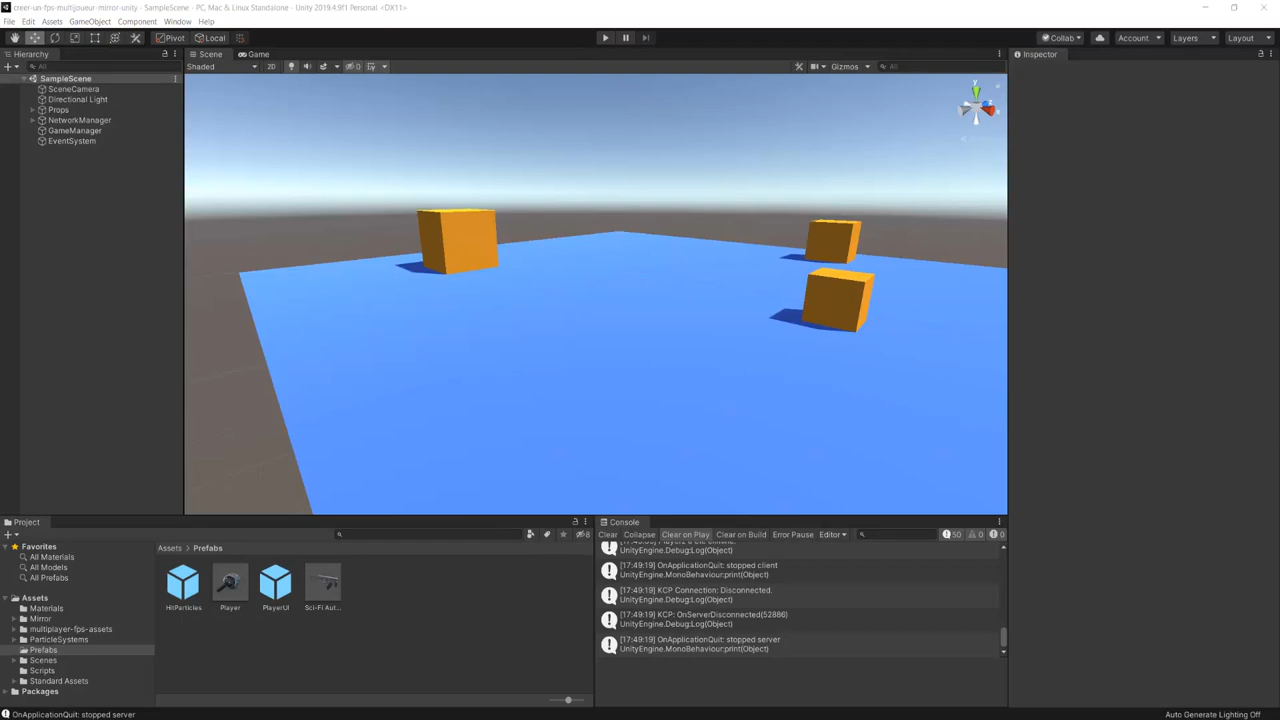 creer-un-fps-multijoueur-mirror-unity - SampleScene - PC, Mac & Linux Standalone - Unity 2019.4.9f1 Personal <DX11>
File Edit Assets GameObject Component Window Help
Pivot Local Collab Account Layers Layout
Hierarchy
All
SampleScene
SceneCamera
Directional Light
Props
NetworkManager
GameManager
EventSystem
Scene Game
Shaded 2D 0 Gizmos All
y
Inspector
Project
8
Favorites
All Materials
All Models
All Prefabs
Assets
Materials
Mirror
multiplayer-fps-assets
ParticleSystems
Prefabs
Scenes
Scripts
Standard Assets
Packages
Assets > Prefabs
HitParticles Player PlayerUI Sci-Fi Aut...
Console
Clear Collapse Clear on Play Clear on Build Error Pause Editor 50 0 0
UnityEngine.Debug:Log(Object)
[17:49:19] OnApplicationQuit: stopped client
UnityEngine.MonoBehaviour:print(Object)
[17:49:19] KCP Connection: Disconnected.
UnityEngine.Debug:Log(Object)
[17:49:19] KCP: OnServerDisconnected(52886)
UnityEngine.Debug:Log(Object)
[17:49:19] OnApplicationQuit: stopped server
UnityEngine.MonoBehaviour:print(Object)
OnApplicationQuit: stopped server
Auto Generate Lighting Off